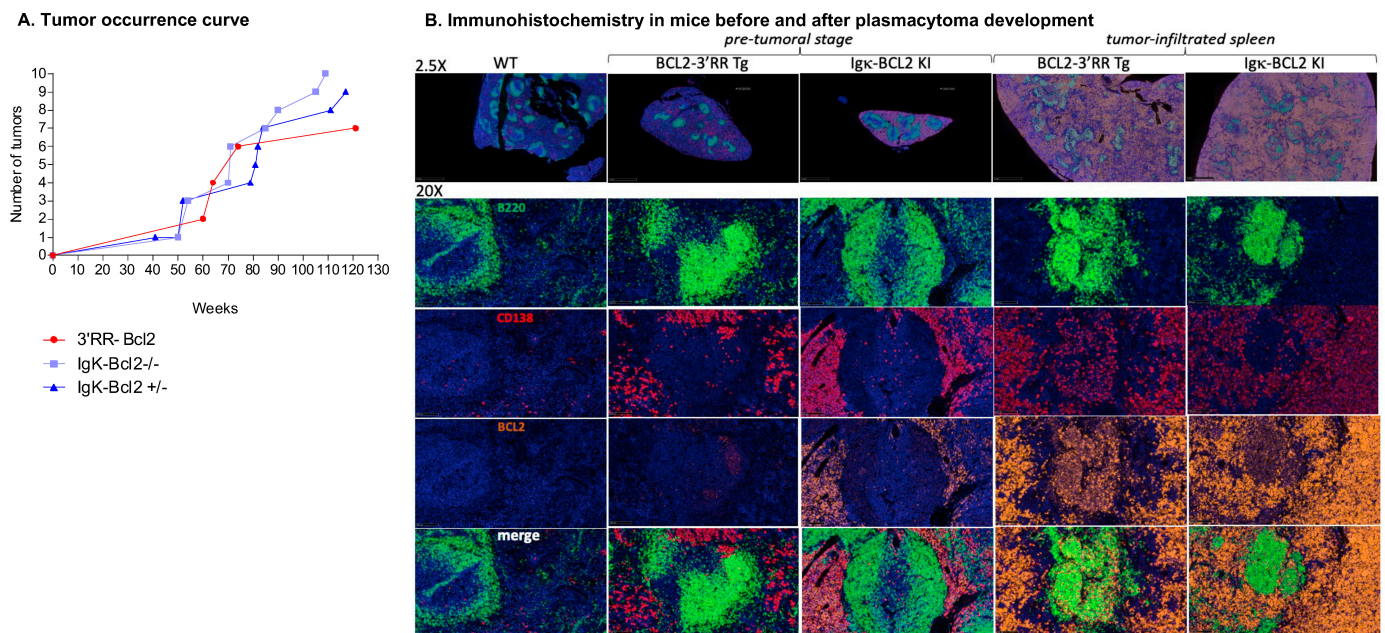 A. Tumor occurrence curve
Number of tumors
10
9
8
7
6
5
4
3
2
1
0
0 10 20 30 40 50 60 70 80 90 100 110 120 130
Weeks
3'RR- Bcl2
IgK-Bcl2-/-
IgK-Bcl2 +/-
B. Immunohistochemistry in mice before and after plasmacytoma development
pre-tumoral stage tumor-infiltrated spleen
2.5X WT BCL2-3'RR Tg Igκ-BCL2 KI BCL2-3'RR Tg Igκ-BCL2 KI
20X
B220
CD138
BCL2
merge